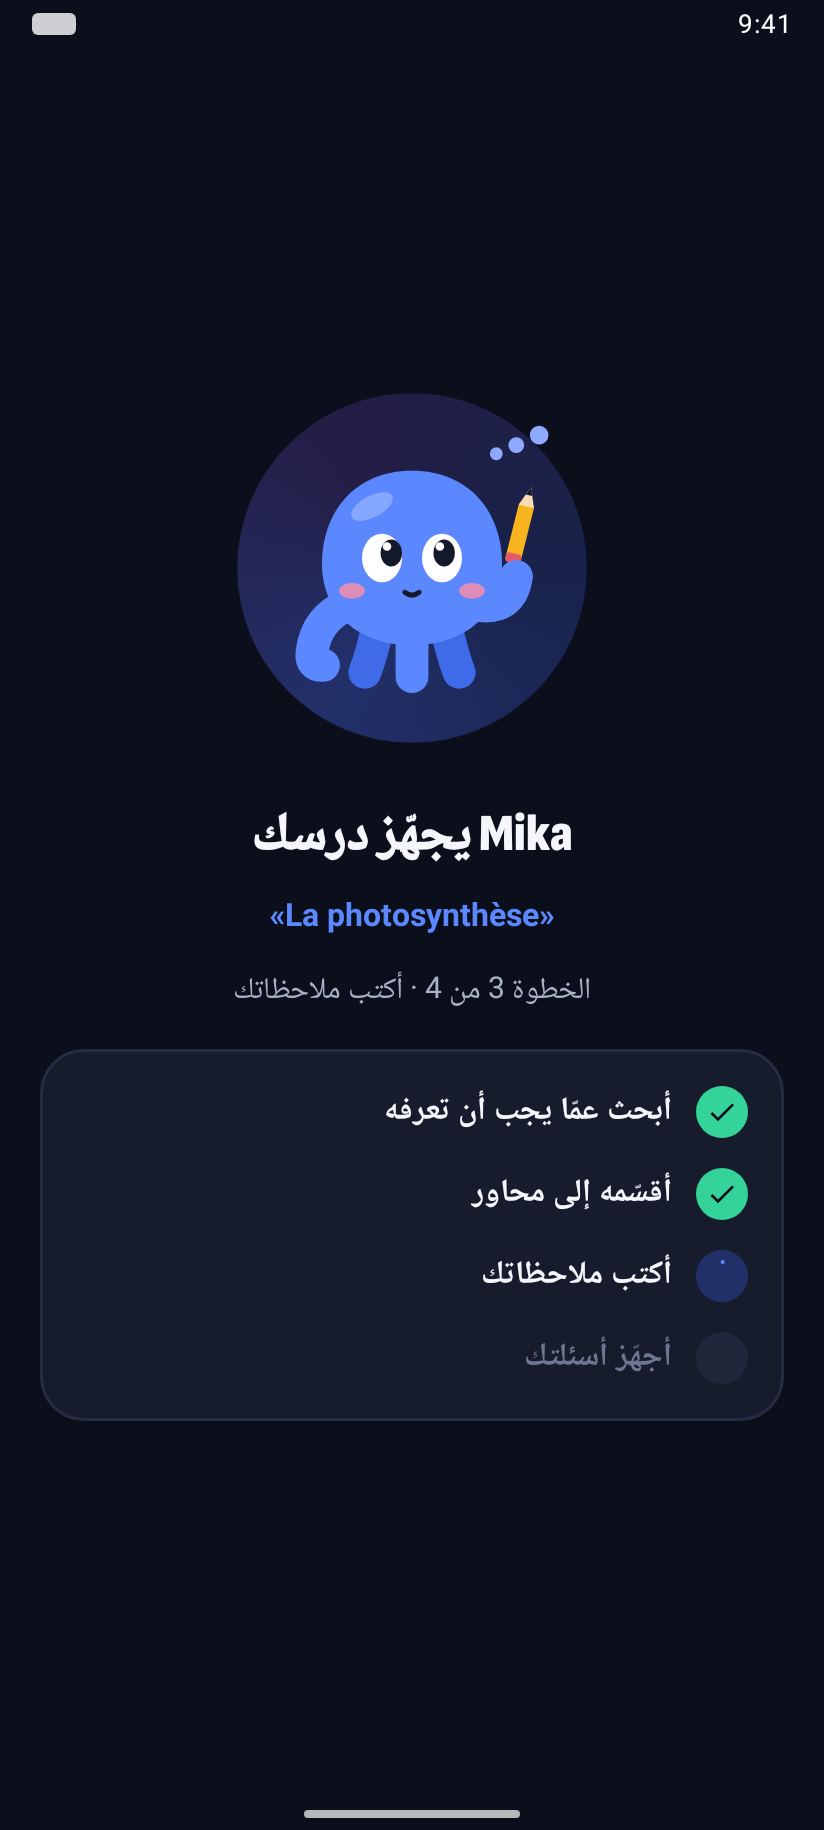 9:41
Mika يجهّز درسك
«La photosynthèse»
الخطوة 3 من 4 · أكتب ملاحظاتك
أبحث عمّا يجب أن تعرفه
أقسّمه إلى محاور
أكتب ملاحظاتك
أجهّز أسئلتك